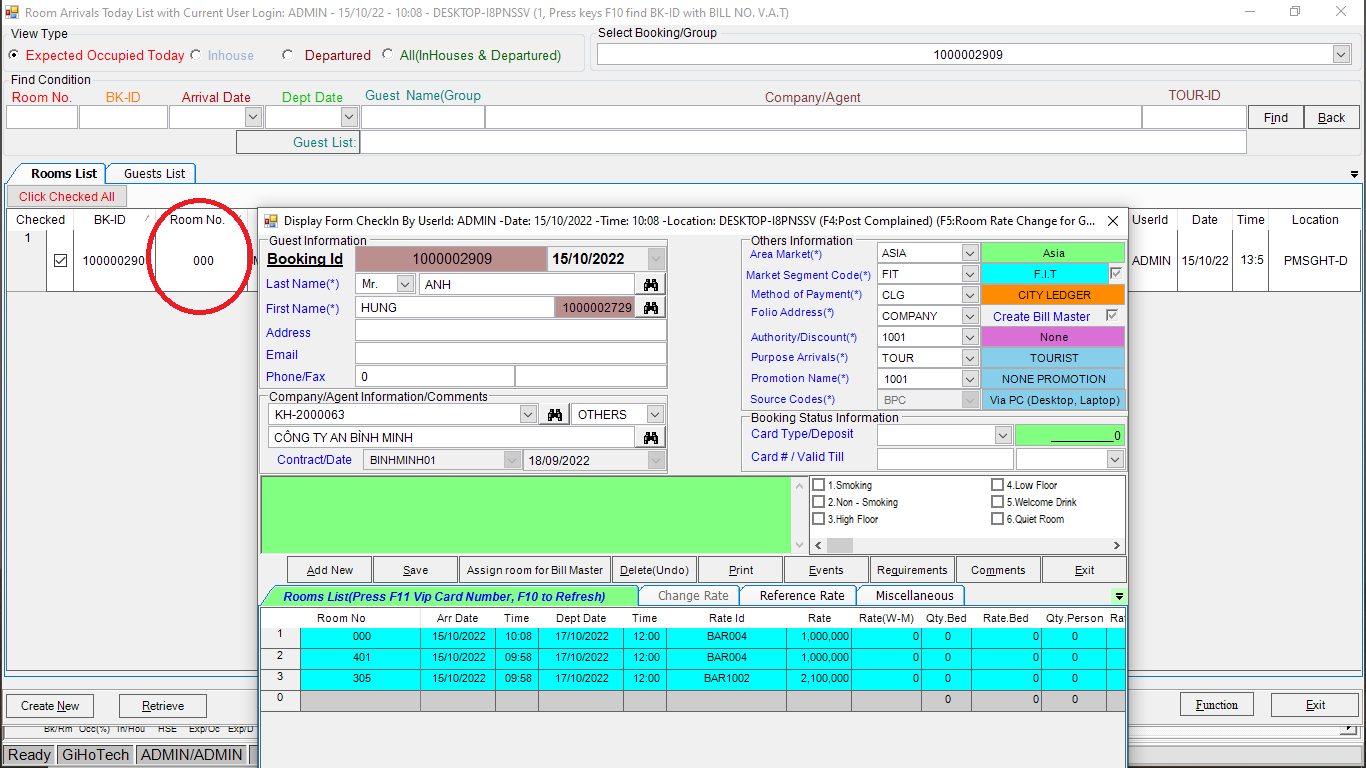 Room Arrivals Today List with Current User Login: ADMIN - 15/10/22 - 10:08 - DESKTOP-I8PNSSV (1, Press keys F10 find BK-ID with BILL NO. V.A.T)
View Type
Expected Occupied Today Inhouse Departured All(InHouses & Departured)
Select Booking/Group
1000002909
Find Condition
Room No. BK-ID Arrival Date Dept Date Guest Name(Group Company/Agent TOUR-ID
Find Back
Guest List:
Rooms List Guests List
Click Checked All
Checked BK-ID Room No. UserId Date Time Location
1 100000290 000 ADMIN 15/10/22 13:5 PMSGHT-D
Display Form CheckIn By UserId: ADMIN -Date: 15/10/2022 -Time: 10:08 -Location: DESKTOP-I8PNSSV (F4:Post Complained) (F5:Room Rate Change for G...
Guest Information
Booking Id 1000002909 15/10/2022
Last Name(*) Mr. ANH
First Name(*) HUNG 1000002729
Address
Email
Phone/Fax 0
Company/Agent Information/Comments
KH-2000063 OTHERS
CÔNG TY AN BÌNH MINH
Contract/Date BINHMINH01 18/09/2022
Others Information
Area Market(*) ASIA Asia
Market Segment Code(*) FIT F.I.T
Method of Payment(*) CLG CITY LEDGER
Folio Address(*) COMPANY Create Bill Master
Authority/Discount(*) 1001 None
Purpose Arrivals(*) TOUR TOURIST
Promotion Name(*) 1001 NONE PROMOTION
Source Codes(*) BPC Via PC (Desktop, Laptop)
Booking Status Information
Card Type/Deposit 0
Card # / Valid Till
1.Smoking 4.Low Floor
2.Non - Smoking 5.Welcome Drink
3.High Floor 6.Quiet Room
Add New Save Assign room for Bill Master Delete(Undo) Print Events Requirements Comments Exit
Rooms List(Press F11 Vip Card Number, F10 to Refresh) Change Rate Reference Rate Miscellaneous
Room No Arr Date Time Dept Date Time Rate Id Rate Rate(W-M) Qty.Bed Rate.Bed Qty.Person Ra
1 000 15/10/2022 10:08 17/10/2022 12:00 BAR004 1,000,000 0 0 0 0
2 401 15/10/2022 09:58 17/10/2022 12:00 BAR004 1,000,000 0 0 0 0
3 305 15/10/2022 09:58 17/10/2022 12:00 BAR1002 2,100,000 0 0 0 0
0 0 0
Create New Retrieve Function Exit
Bk/Rm Occ(%) In/Hou HSE Exp/Oc Exp/D
Ready GiHoTech ADMIN/ADMIN